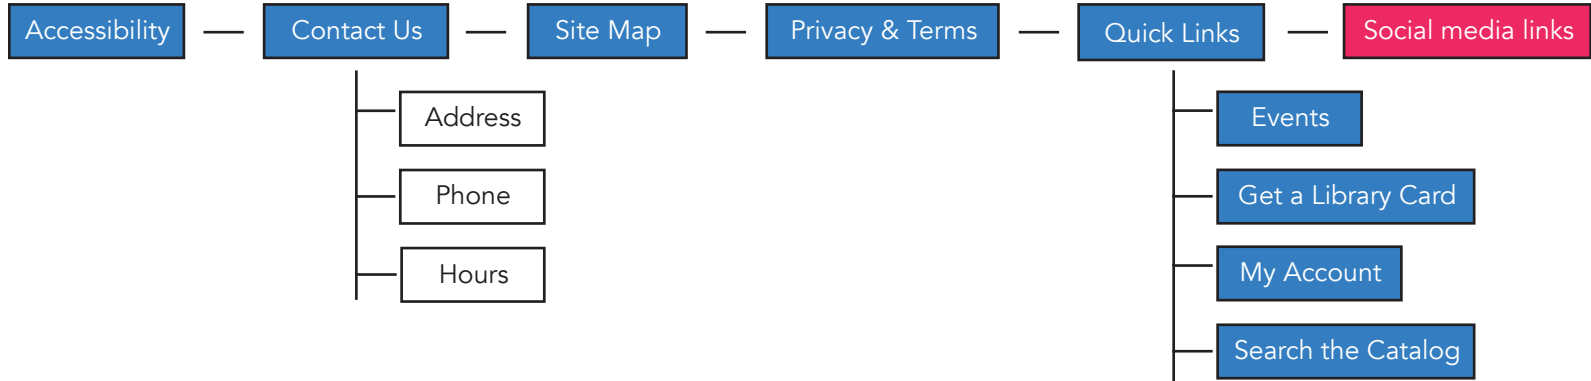 Accessibility
Contact Us
Site Map
Privacy & Terms
Quick Links
Social media links
Address
Phone
Hours
Events
Get a Library Card
My Account
Search the Catalog